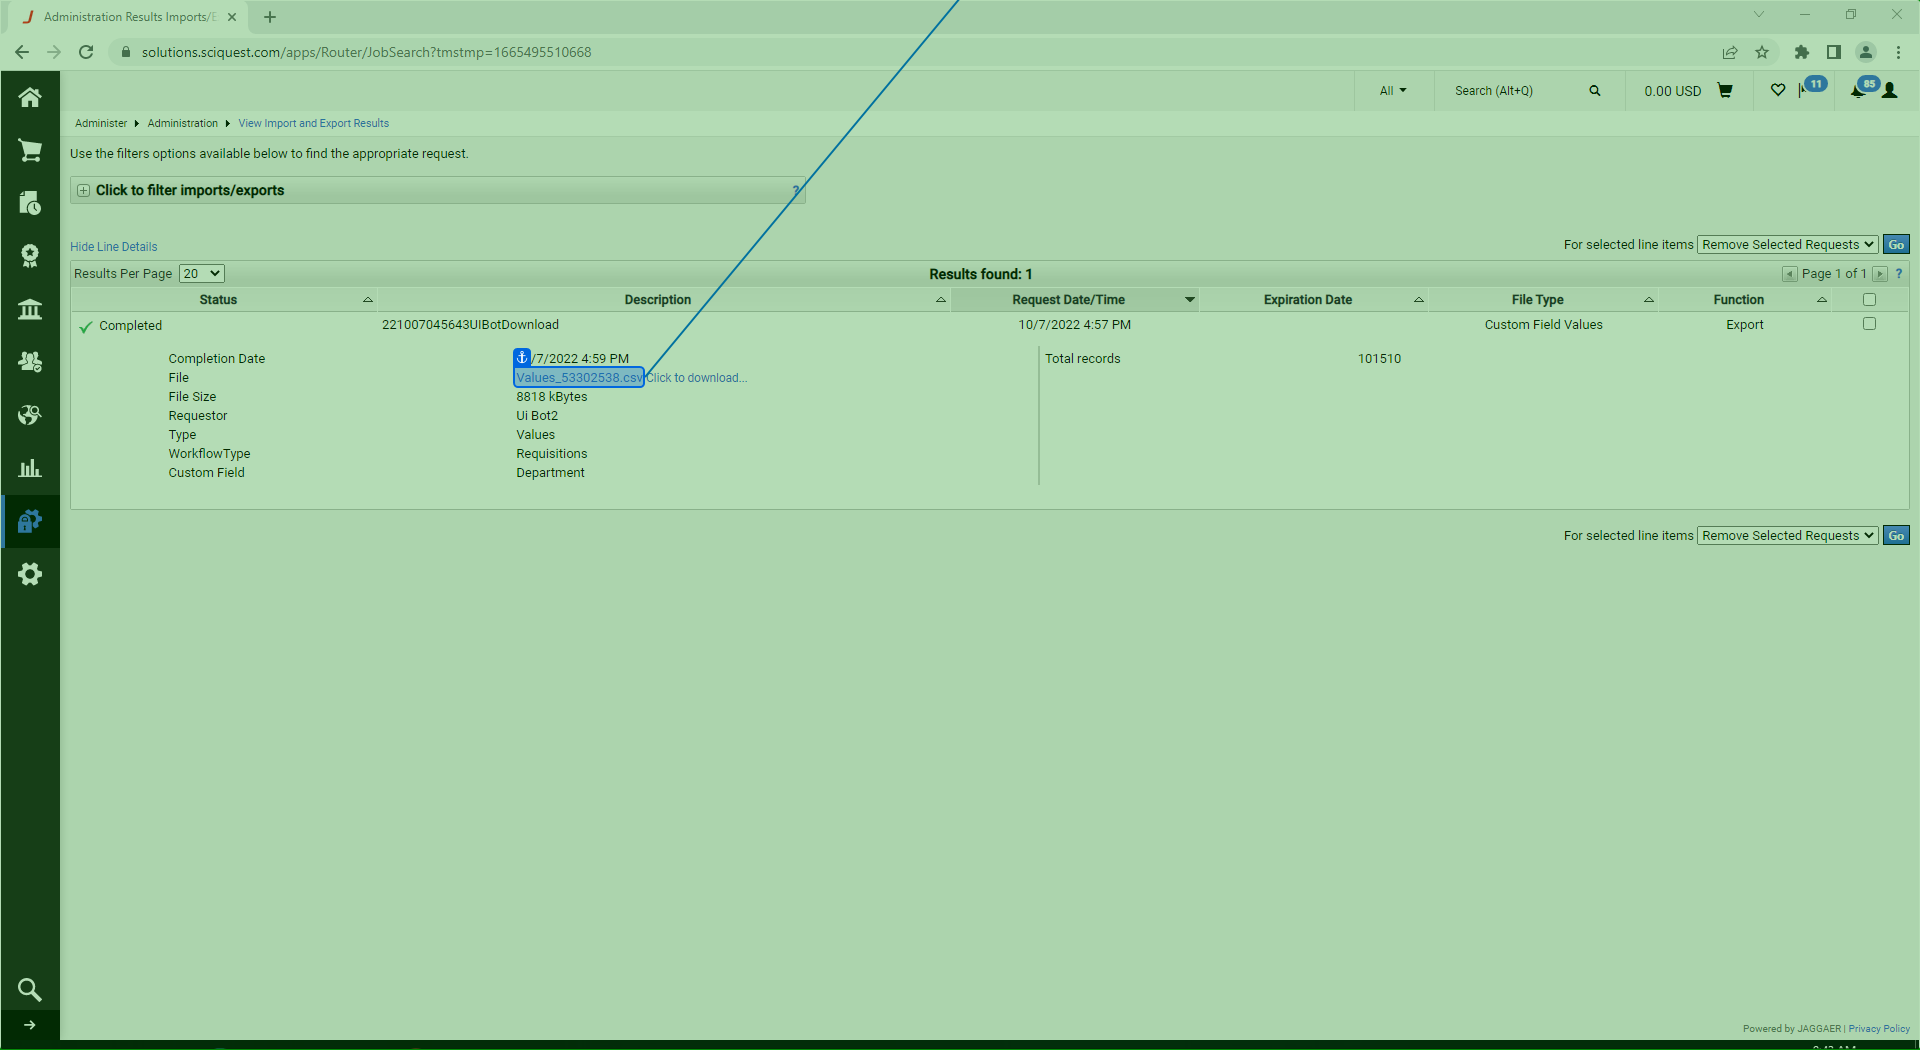 Administration Results Imports/E
solutions.sciquest.com/apps/Router/JobSearch?tmstmp=1665495510668
All Search (Alt+Q) 0.00 USD 11 85
Administer Administration View Import and Export Results
Use the filters options available below to find the appropriate request.
Click to filter imports/exports ?
Hide Line Details For selected line items Remove Selected Requests Go
Results Per Page 20 Results found: 1 Page 1 of 1 ?
Status Description Request Date/Time Expiration Date File Type Function
Completed 221007045643UIBotDownload 10/7/2022 4:57 PM Custom Field Values Export
Completion Date /7/2022 4:59 PM Total records 101510
File Values_53302538.csv Click to download...
File Size 8818 kBytes
Requestor Ui Bot2
Type Values
WorkflowType Requisitions
Custom Field Department
For selected line items Remove Selected Requests Go
Powered by JAGGAER | Privacy Policy